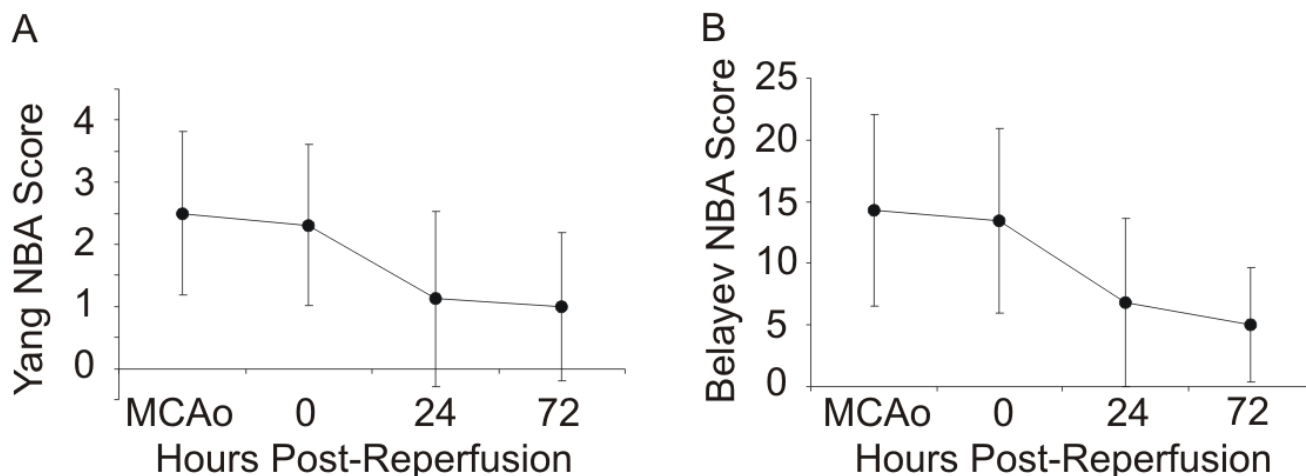 A
Yang NBA Score
4
3
2
1
0
MCAo 0 24 72
Hours Post-Reperfusion
B
Belayev NBA Score
25
20
15
10
5
0
MCAo 0 24 72
Hours Post-Reperfusion